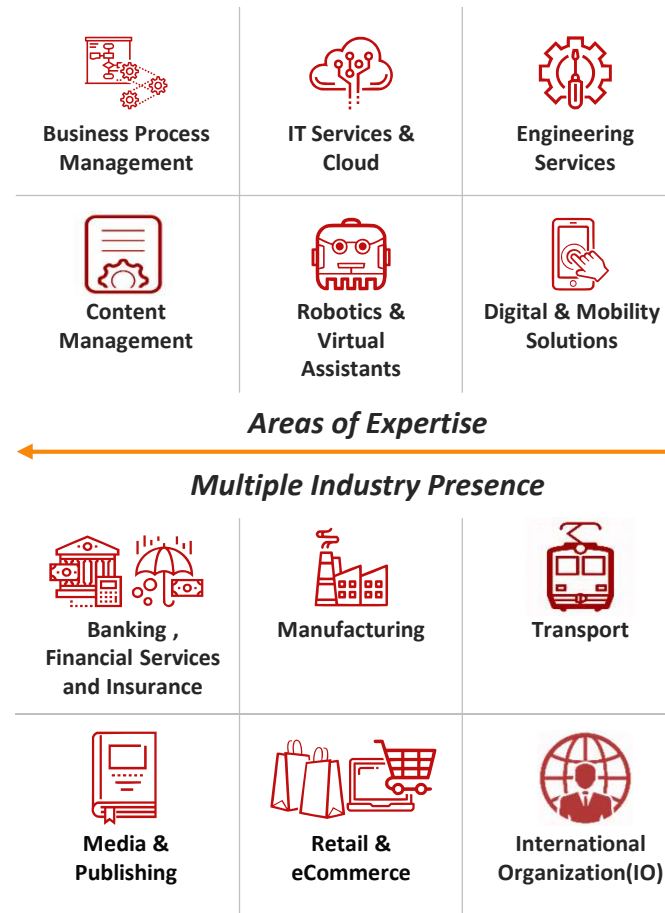 Business Process
Management
IT Services &
Cloud
Engineering
Services
Content
Management
Robotics &
Virtual
Assistants
Digital & Mobility
Solutions
Areas of Expertise
Multiple Industry Presence
Banking ,
Financial Services
and Insurance
Manufacturing
Transport
Media &
Publishing
Retail &
eCommerce
International
Organization(IO)